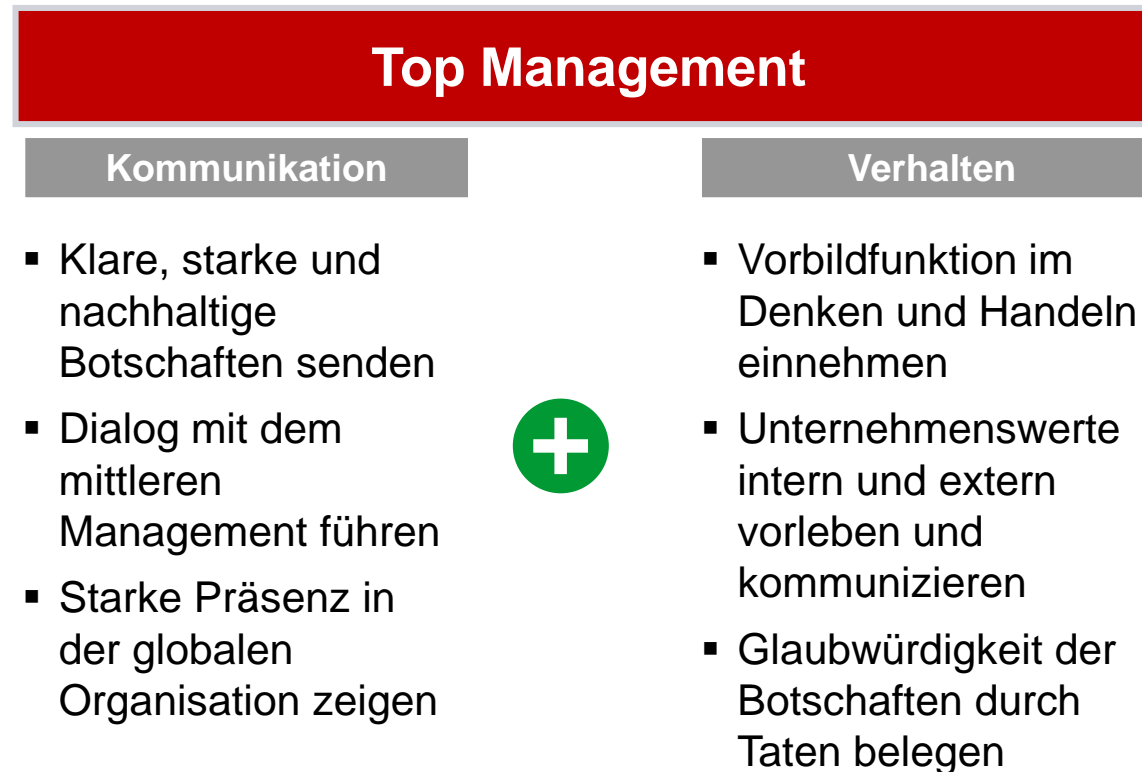 Top Management
Kommunikation
Klare, starke und
nachhaltige
Botschaften senden
Dialog mit dem
mittleren
Management führen
Starke Präsenz in
der globalen
Organisation zeigen
Verhalten
Vorbildfunktion im
Denken und Handeln
einnehmen
Unternehmenswerte
intern und extern
vorleben und
kommunizieren
Glaubwürdigkeit der
Botschaften durch
Taten belegen